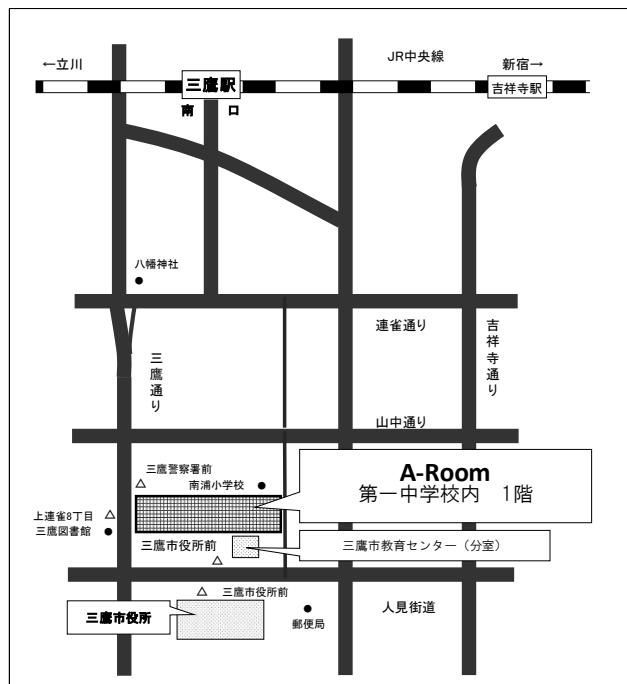 ←立川
JR中央線
新宿→
三鷹駅
吉祥寺駅
南 口
八幡神社
連雀通り
吉祥寺通り
三鷹通り
山中通り
三鷹警察署前
南浦小学校
A-Room
第一中学校内 1階
上連雀8丁目
三鷹図書館
三鷹市役所前
三鷹市教育センター（分室）
三鷹市役所前
人見街道
三鷹市役所
郵便局